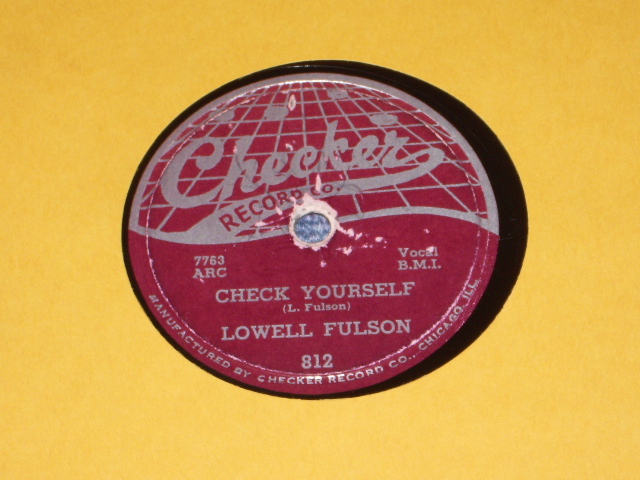 Checker
RECORD CO.
7763
ARC
Vocal
B.M.I.
CHECK YOURSELF
(L. Fulson)
LOWELL FULSON
812
MANUFACTURED BY CHECKER RECORD CO., CHICAGO, ILL.